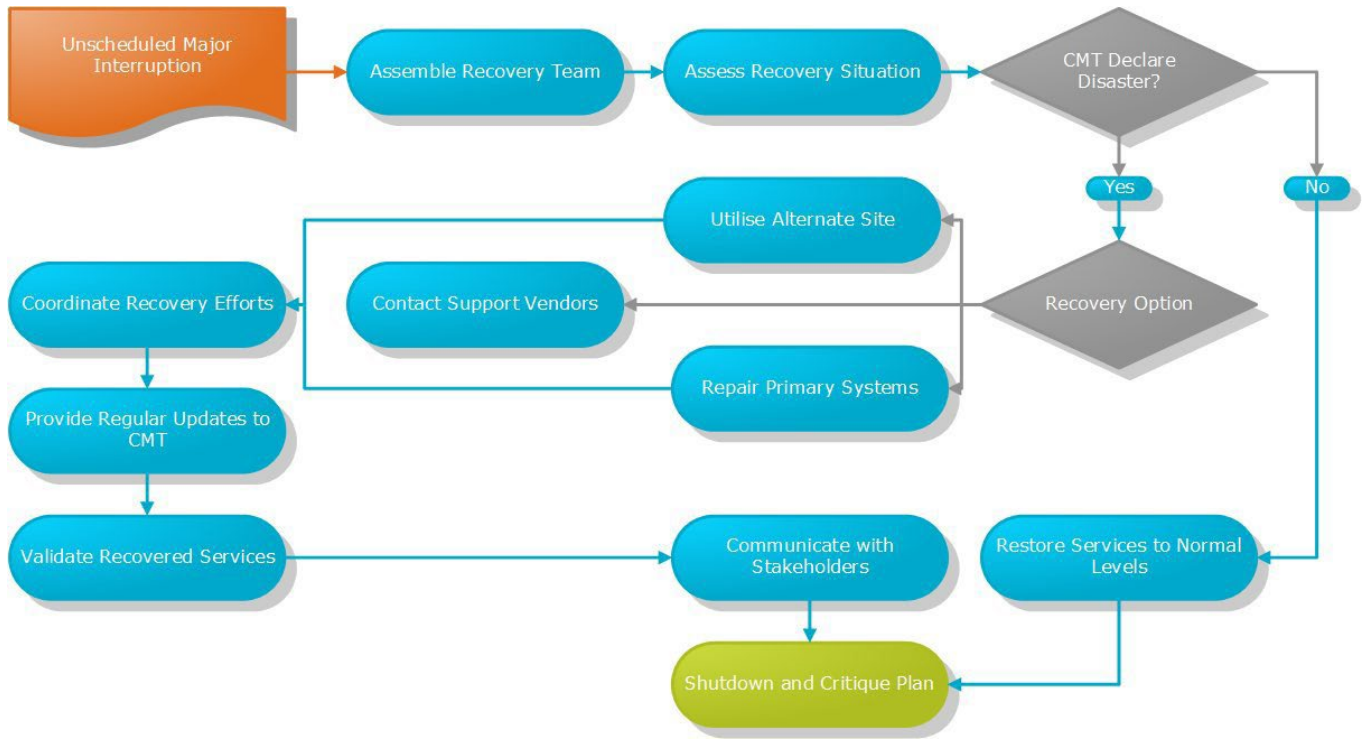 Unscheduled Major
Interruption
Assemble Recovery Team
Assess Recovery Situation
CMT Declare
Disaster?
Yes
No
Utilise Alternate Site
Coordinate Recovery Efforts
Contact Support Vendors
Recovery Option
Repair Primary Systems
Provide Regular Updates to
CMT
Validate Recovered Services
Communicate with
Stakeholders
Restore Services to Normal
Levels
Shutdown and Critique Plan